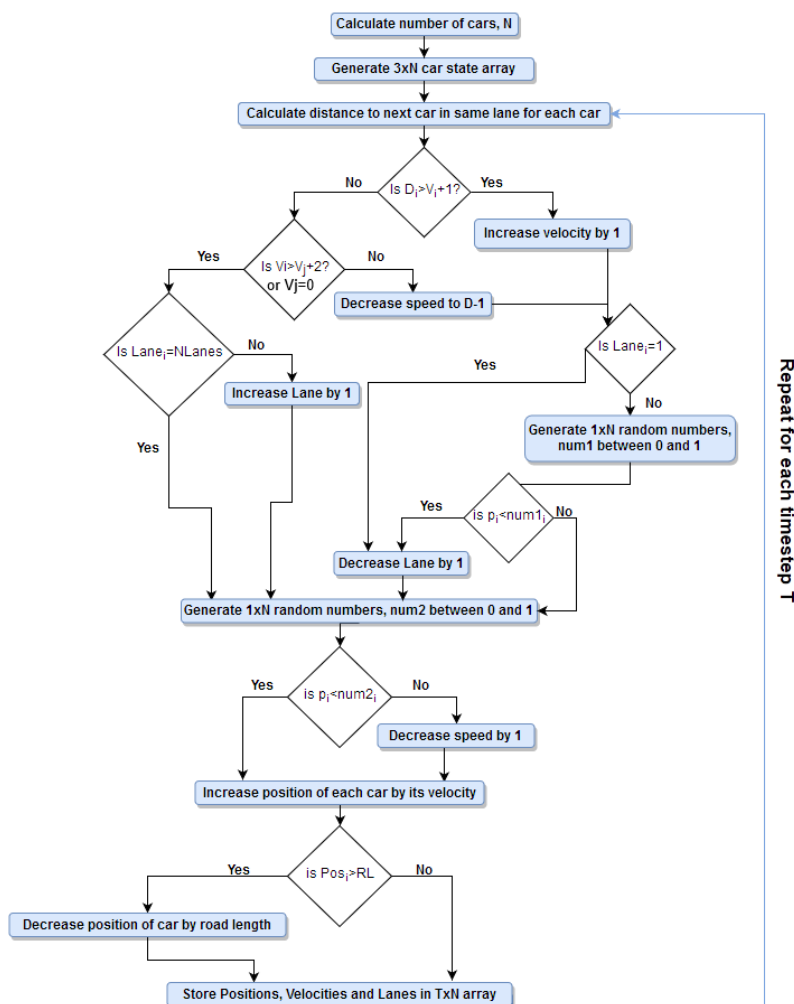 Calculate number of cars, N
Generate 3xN car state array
Calculate distance to next car in same lane for each car
No
Is Di>Vi+1?
Yes
Increase velocity by 1
Yes
Is Vi>Vj+2?
or Vj=0
No
Decrease speed to D-1
Is Lanei=NLanes
No
Increase Lane by 1
Yes
Is Lanei=1
Yes
No
Generate 1xN random numbers,
num1 between 0 and 1
Yes
is pi<num1i
No
Decrease Lane by 1
Generate 1xN random numbers, num2 between 0 and 1
Yes
is pi<num2i
No
Decrease speed by 1
Increase position of each car by its velocity
Yes
is Posi>RL
No
Decrease position of car by road length
Store Positions, Velocities and Lanes in TxN array
Repeat for each timestep T